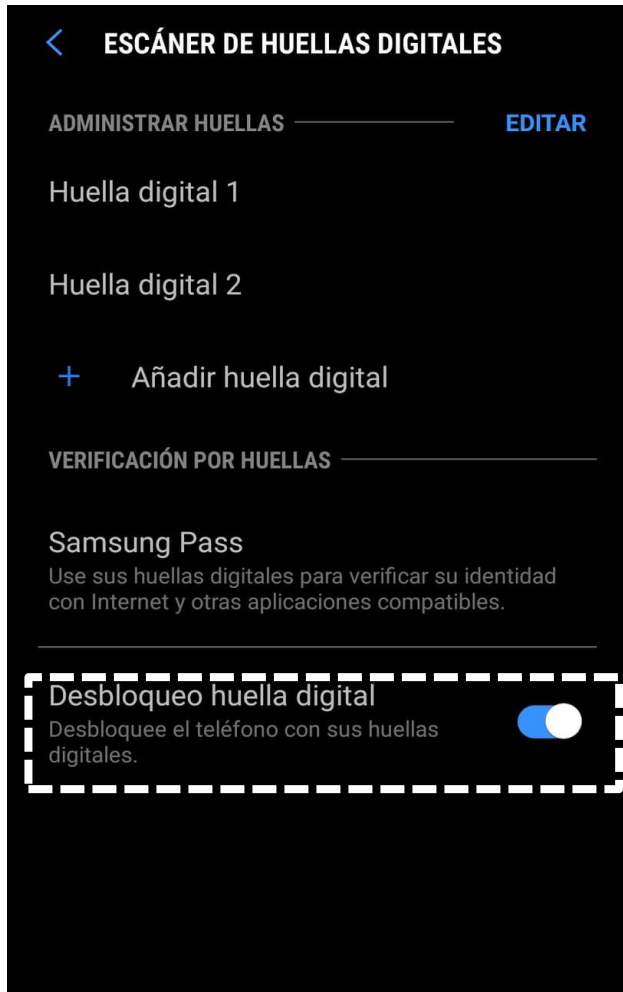 ESCÁNER DE HUELLAS DIGITALES
ADMINISTRAR HUELLAS EDITAR
Huella digital 1
Huella digital 2
+ Añadir huella digital
VERIFICACIÓN POR HUELLAS
Samsung Pass
Use sus huellas digitales para verificar su identidad
con Internet y otras aplicaciones compatibles.
Desbloqueo huella digital
Desbloquee el teléfono con sus huellas
digitales.